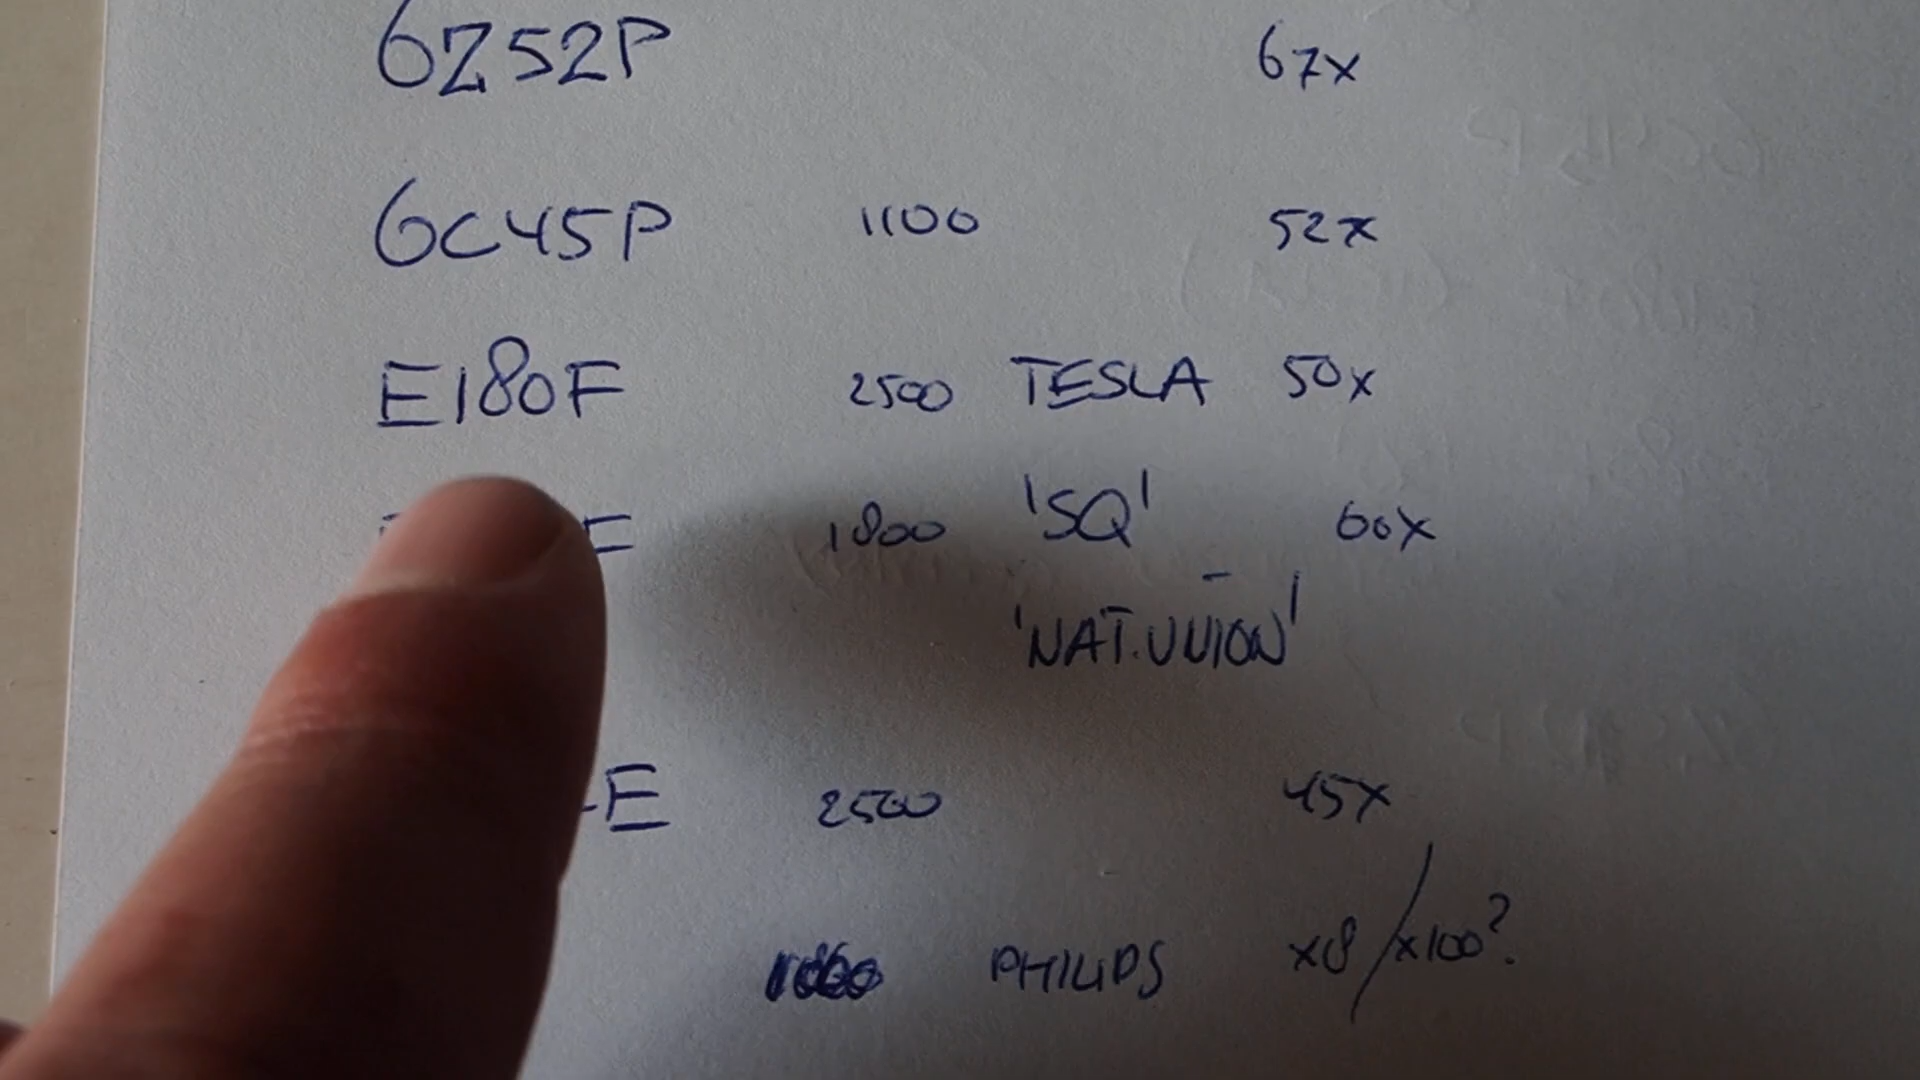 6Z52P 67x
6C45P 1100 52x
E180F 2500 TESLA 50x
F 1800 'SQ' 60x
'NAT. UNION'
E 2500 45x
PHILIPS x8/x100?